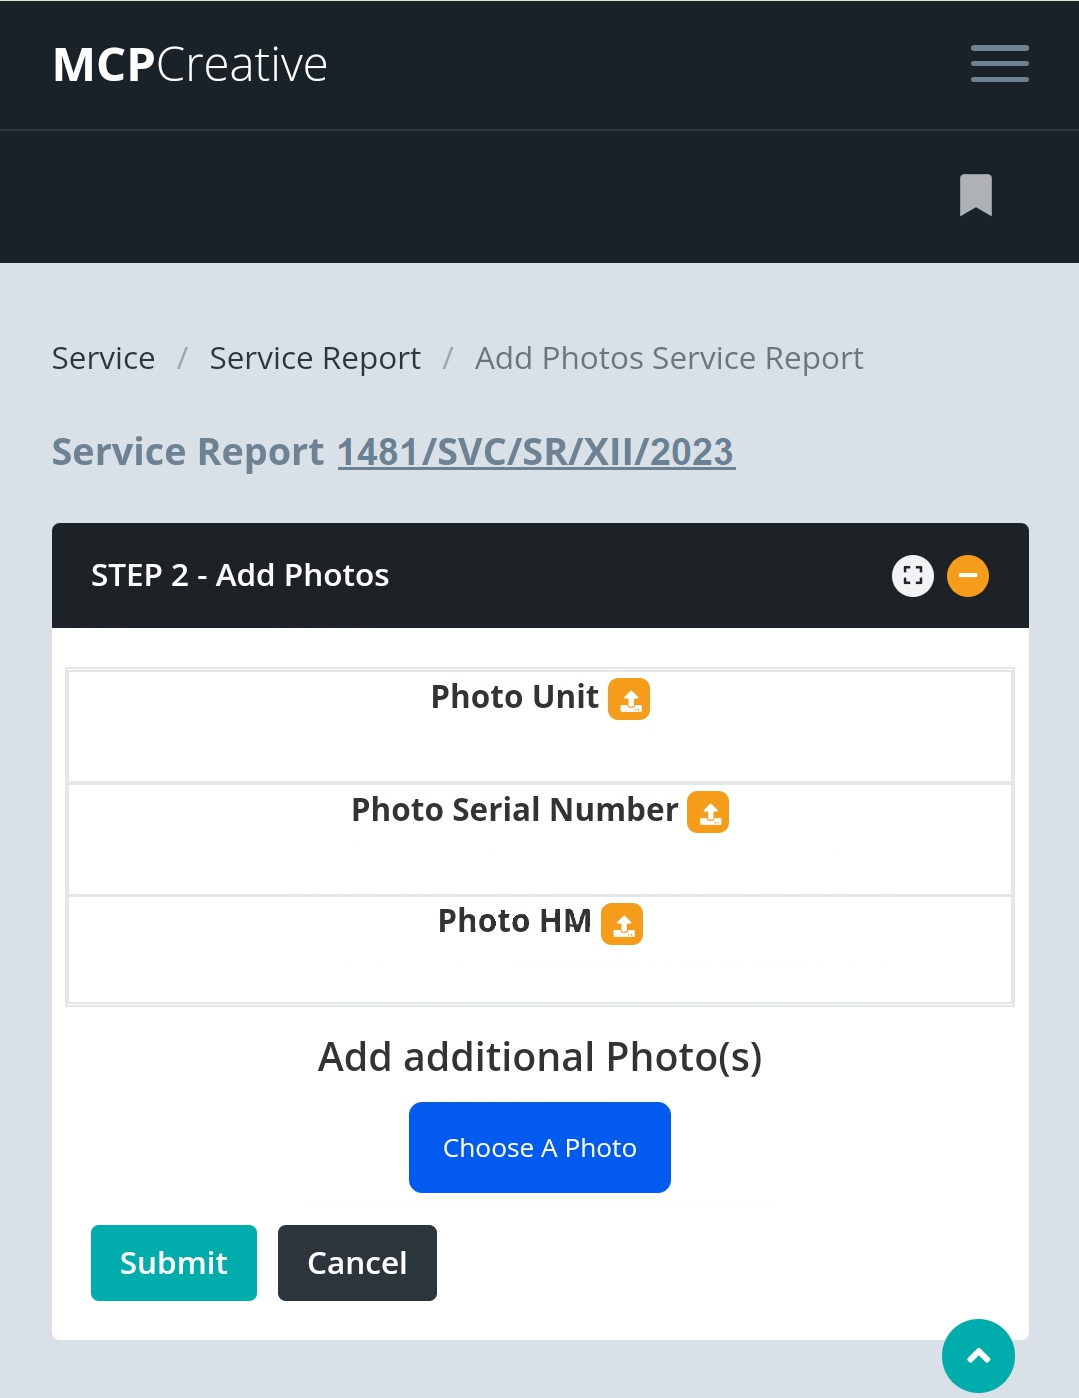 MCPCreative
Service / Service Report / Add Photos Service Report
Service Report 1481/SVC/SR/XII/2023
STEP 2 - Add Photos
Photo Unit
Photo Serial Number
Photo HM
Add additional Photo(s)
Choose A Photo
Submit Cancel